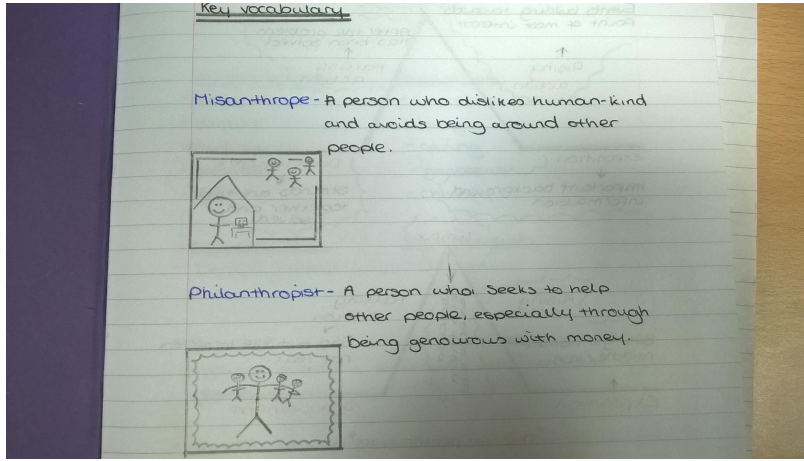 Key vocabulary
Misanthrope - A person who dislikes human-kind
and avoids being around other
people.
Philanthropist - A person who seeks to help
other people, especially through
being genourous with money.